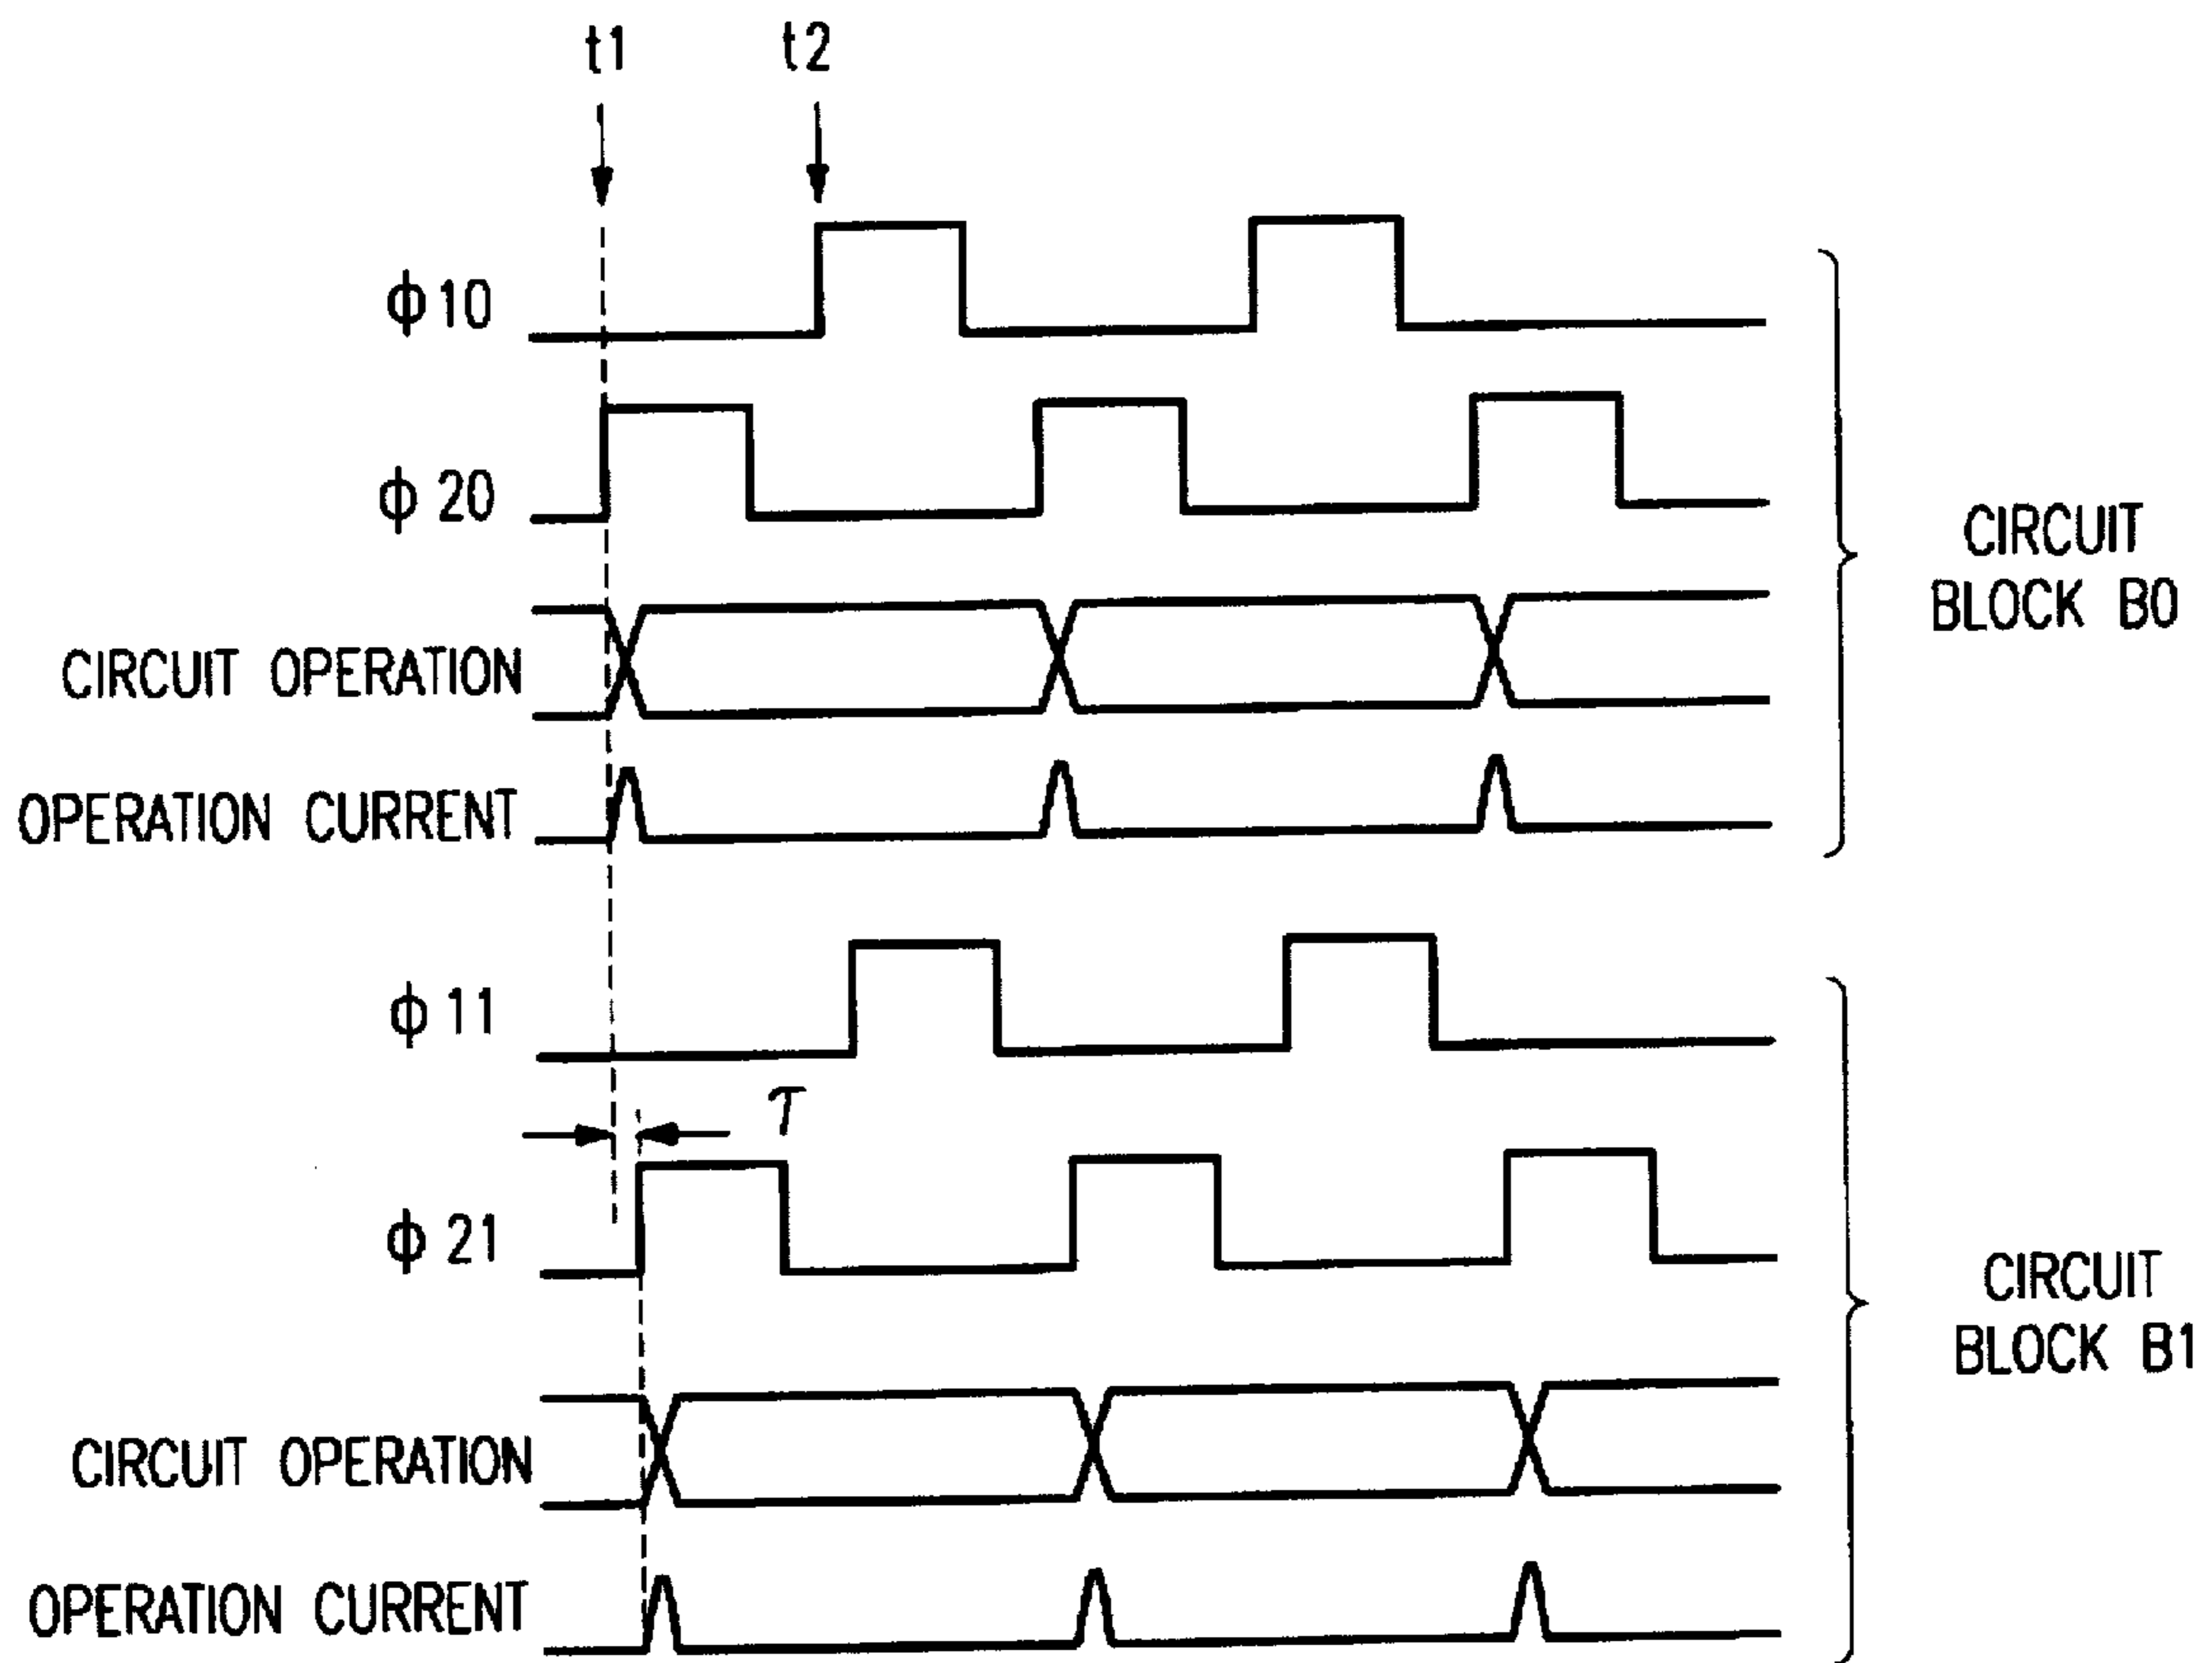 t1 t2
ϕ10
ϕ20
CIRCUIT OPERATION
OPERATION CURRENT
CIRCUIT
BLOCK B0
ϕ11
τ
ϕ21
CIRCUIT OPERATION
OPERATION CURRENT
CIRCUIT
BLOCK B1